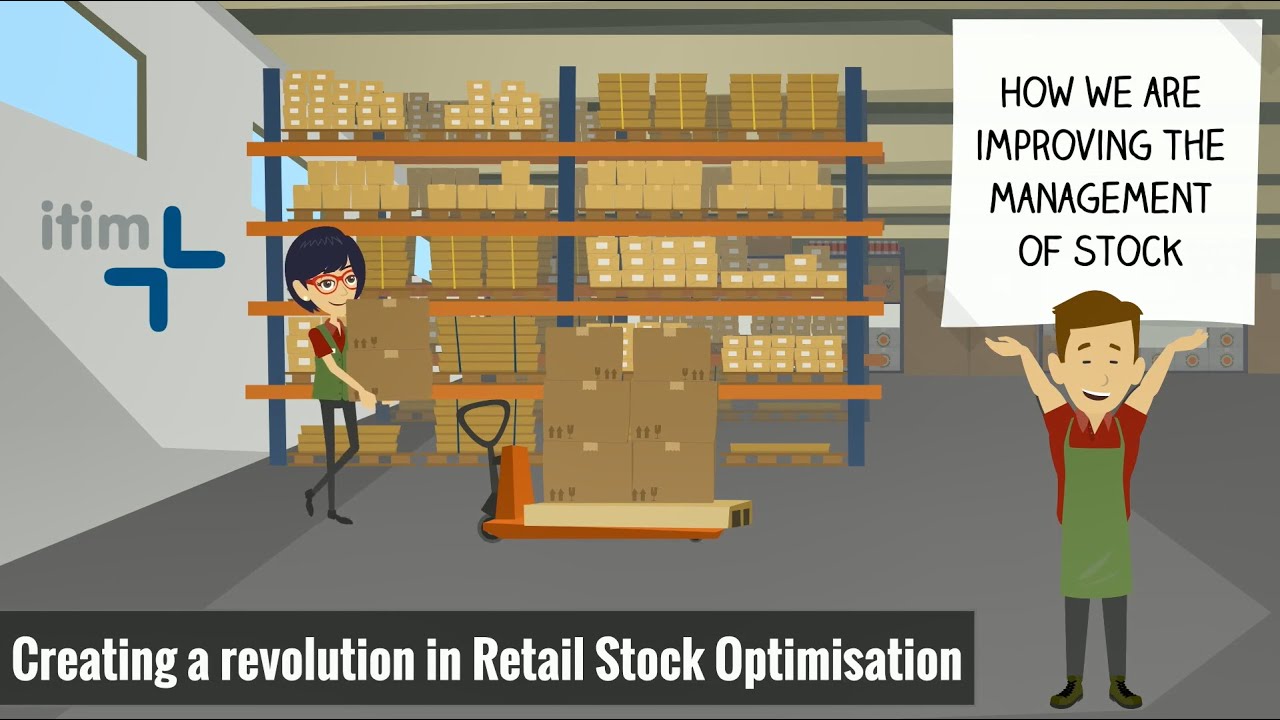 itim
HOW WE ARE
IMPROVING THE
MANAGEMENT
OF STOCK
Creating a revolution in Retail Stock Optimisation